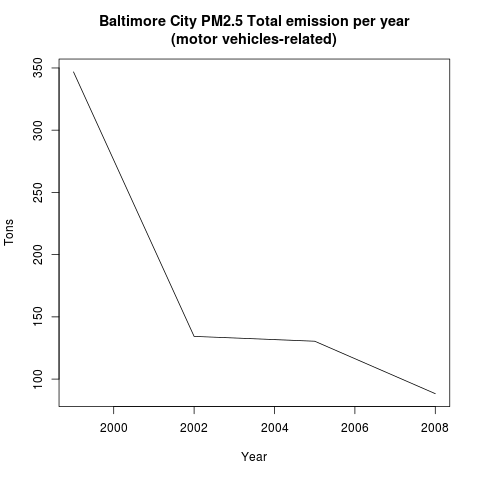 Baltimore City PM2.5 Total emission per year
(motor vehicles-related)
350
300
250
200
150
100
Tons
2000 2002 2004 2006 2008
Year